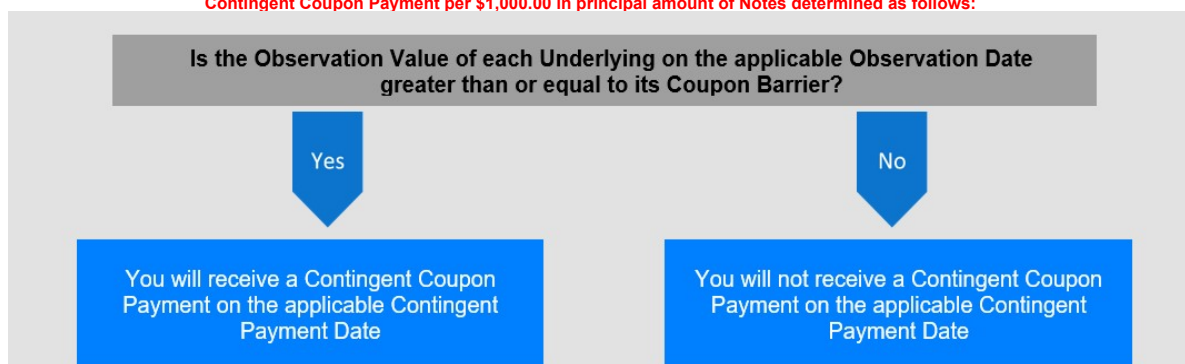 Contingent Coupon Payment per $1,000.00 in principal amount of Notes determined as follows:
Is the Observation Value of each Underlying on the applicable Observation Date
greater than or equal to its Coupon Barrier?
Yes
No
You will receive a Contingent Coupon
Payment on the applicable Contingent
Payment Date
You will not receive a Contingent Coupon
Payment on the applicable Contingent
Payment Date